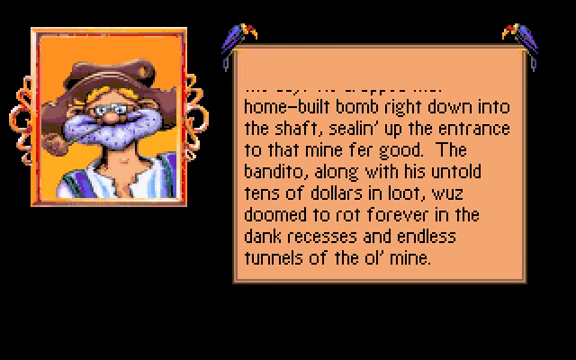 home-built bomb right down into
the shaft, sealin' up the entrance
to that mine fer good. The
bandito, along with his untold
tens of dollars in loot, wuz
doomed to rot forever in the
dank recesses and endless
tunnels of the ol' mine.